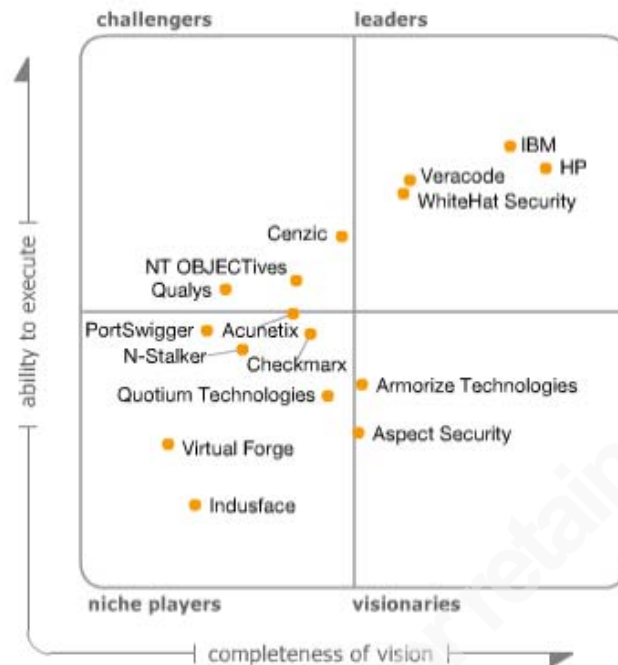 challengers
leaders
IBM
HP
Veracode
WhiteHat Security
Cenzic
NT OBJECTives
Qualys
PortSwigger
Acunetix
N-Stalker
Checkmarx
Quotium Technologies
Armorize Technologies
Aspect Security
Virtual Forge
Indusface
niche players
visionaries
ability to execute
completeness of vision
r retain